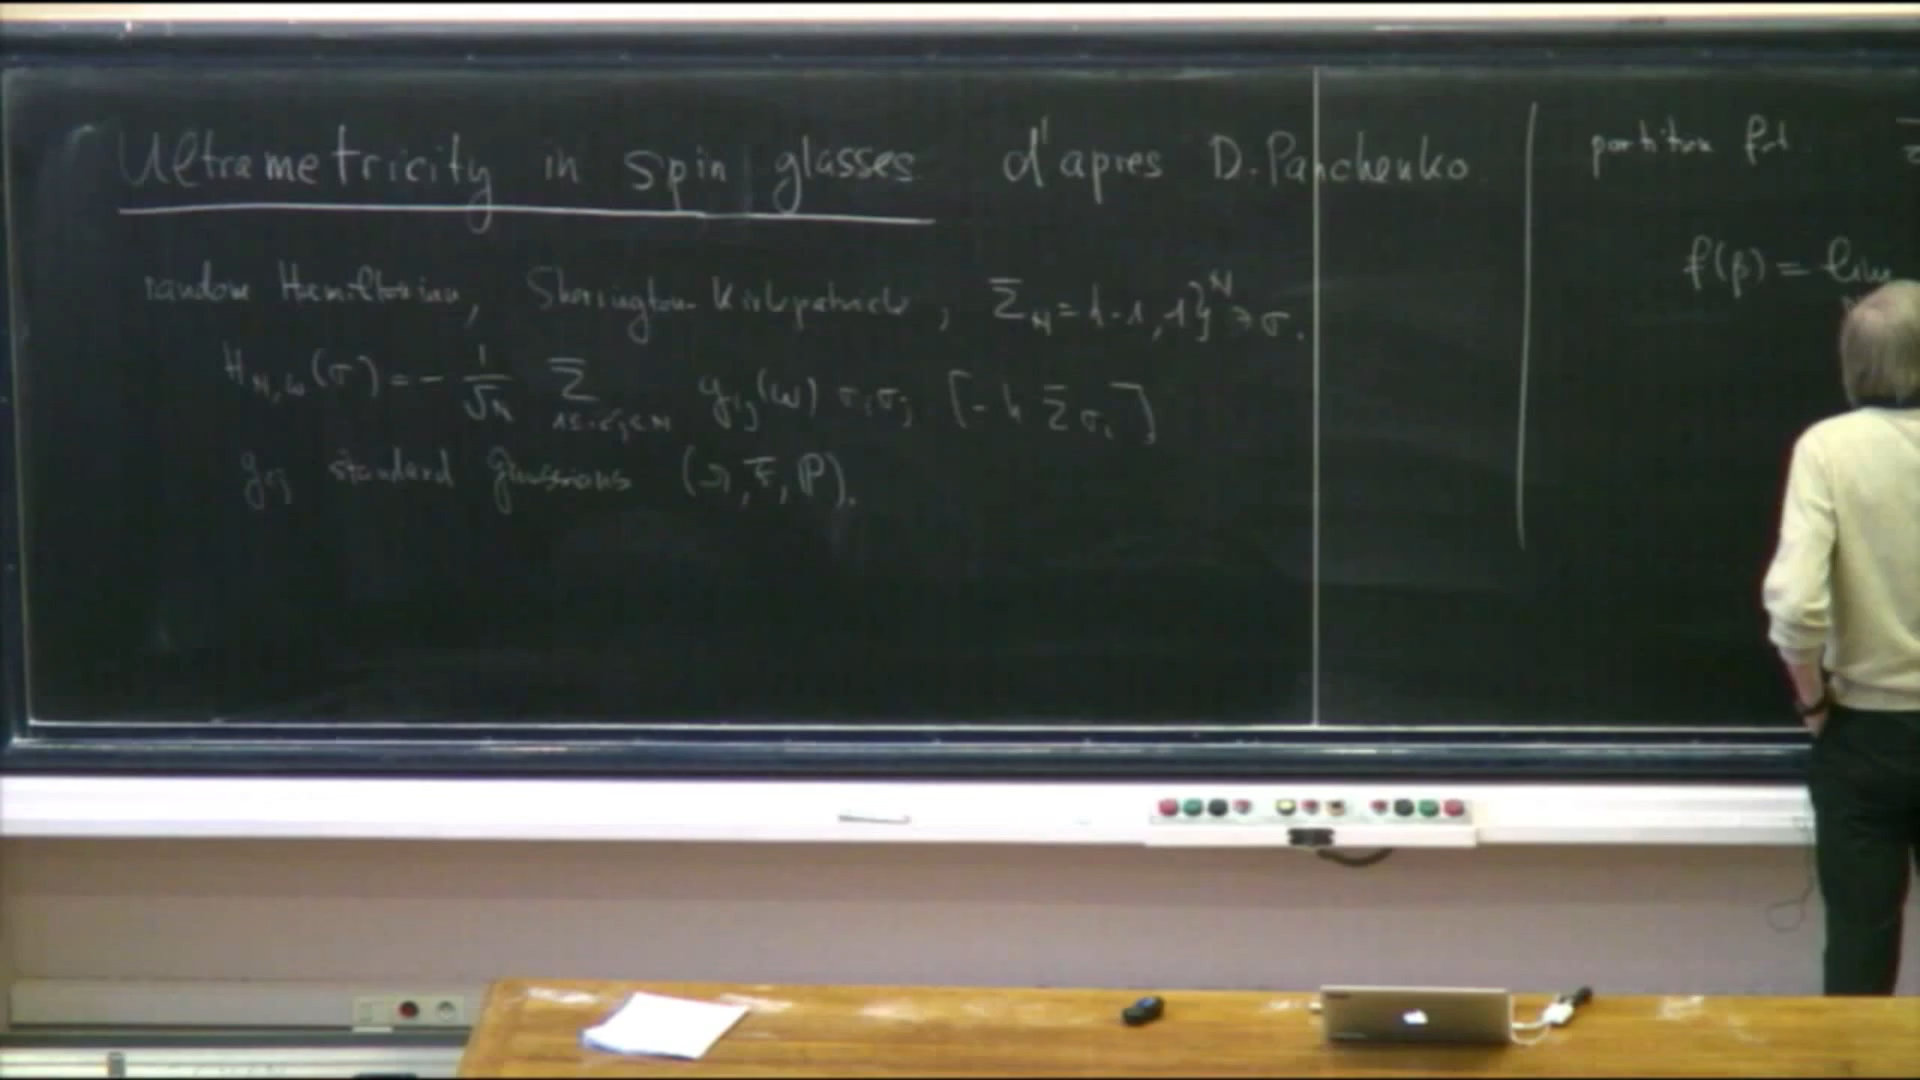 Ultrametricity in spin glasses d'apres D. Panchenko
random Hamiltonian, Sherrington-Kirkpatrick, Σ_N = {-1,1}^N ∋ σ.
H_{N,ω}(σ) = - 1/√N Σ_{1≤i<j≤N} g_{ij}(ω) σ_i σ_j [- h Σ σ_i]
g_{ij} standard gaussians (Ω, F, P).
partition fct
f(β) = lim